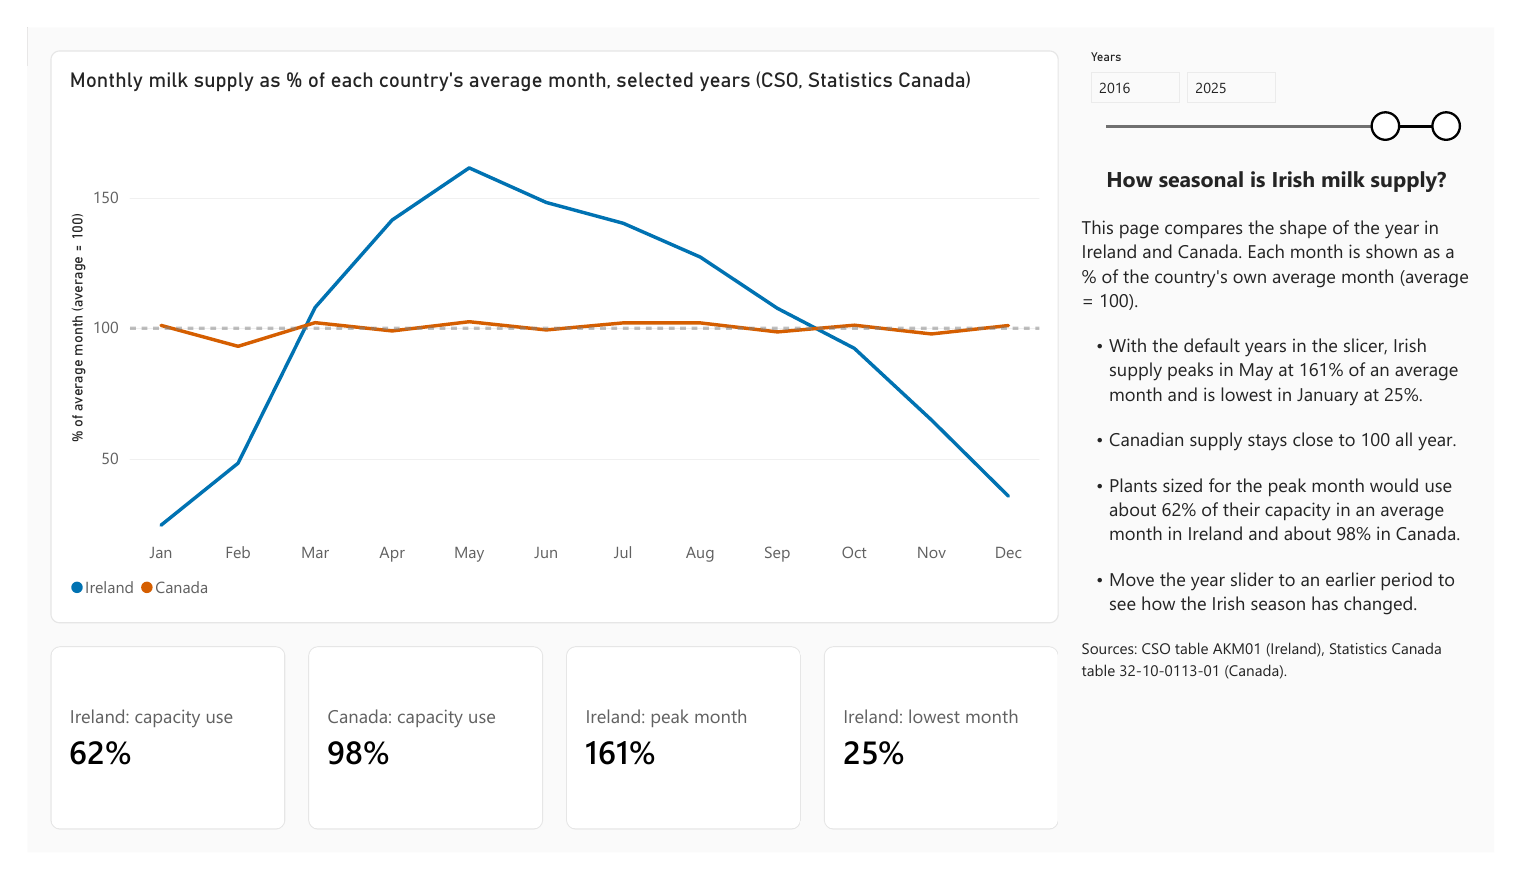 Monthly milk supply as % of each country's average month, selected years (CSO, Statistics Canada)
% of average month (average = 100)
150
100
50
Jan Feb Mar Apr May Jun Jul Aug Sep Oct Nov Dec
Ireland Canada
Ireland: capacity use
62%
Canada: capacity use
98%
Ireland: peak month
161%
Ireland: lowest month
25%
Years
2016 2025
How seasonal is Irish milk supply?
This page compares the shape of the year in
Ireland and Canada. Each month is shown as a
% of the country's own average month (average
= 100).
• With the default years in the slicer, Irish
supply peaks in May at 161% of an average
month and is lowest in January at 25%.
• Canadian supply stays close to 100 all year.
• Plants sized for the peak month would use
about 62% of their capacity in an average
month in Ireland and about 98% in Canada.
• Move the year slider to an earlier period to
see how the Irish season has changed.
Sources: CSO table AKM01 (Ireland), Statistics Canada
table 32-10-0113-01 (Canada).